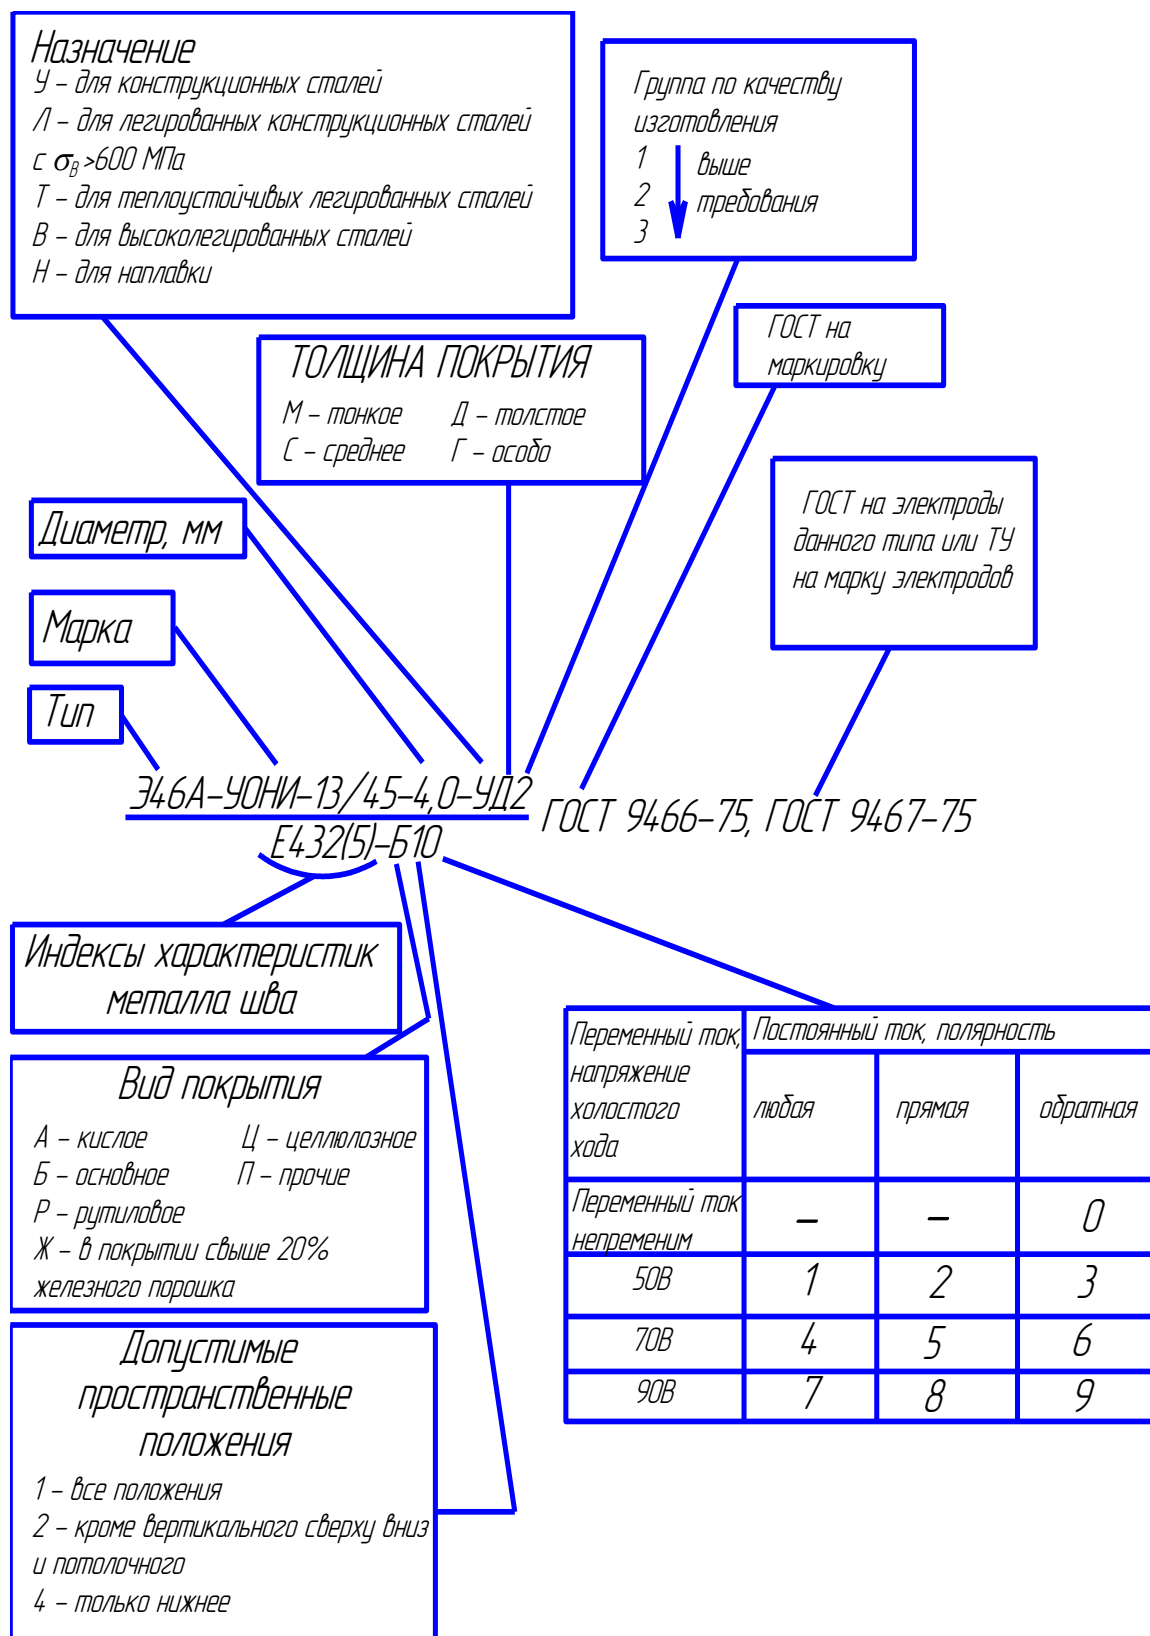 Назначение
У – для конструкционных сталей
Л – для легированных конструкционных сталей
с σВ >600 МПа
Т – для теплоустойчивых легированных сталей
В – для высоколегированных сталей
Н – для наплавки
Группа по качеству
изготовления
1
2
3
выше
требования
ГОСТ на
маркировку
ТОЛЩИНА ПОКРЫТИЯ
М – тонкое Д – толстое
С – среднее Г – особо
ГОСТ на электроды
данного типа или ТУ
на марку электродов
Диаметр, мм
Марка
Тип
Э46А–УОНИ–13/45–4,0–УД2
Е432(5)–Б10
ГОСТ 9466–75, ГОСТ 9467–75
Индексы характеристик
металла шва
Вид покрытия
А – кислое Ц – целлюлозное
Б – основное П – прочие
Р – рутиловое
Ж – в покрытии свыше 20%
железного порошка
Допустимые
пространственные
положения
1 – все положения
2 – кроме вертикального сверху вниз
и потолочного
4 – только нижнее
Переменный ток,
напряжение
холостого
хода
Постоянный ток, полярность
любая прямая обратная
Переменный ток
непременим
– – 0
50В 1 2 3
70В 4 5 6
90В 7 8 9